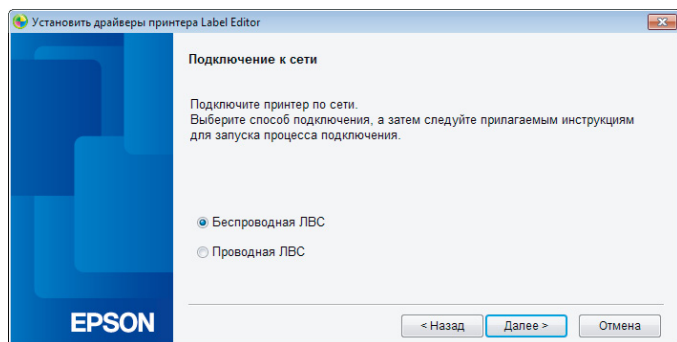 Установить драйверы принтера Label Editor
Подключение к сети
Подключите принтер по сети.
Выберите способ подключения, а затем следуйте прилагаемым инструкциям
для запуска процесса подключения.
Беспроводная ЛВС
Проводная ЛВС
EPSON
< Назад
Далее >
Отмена